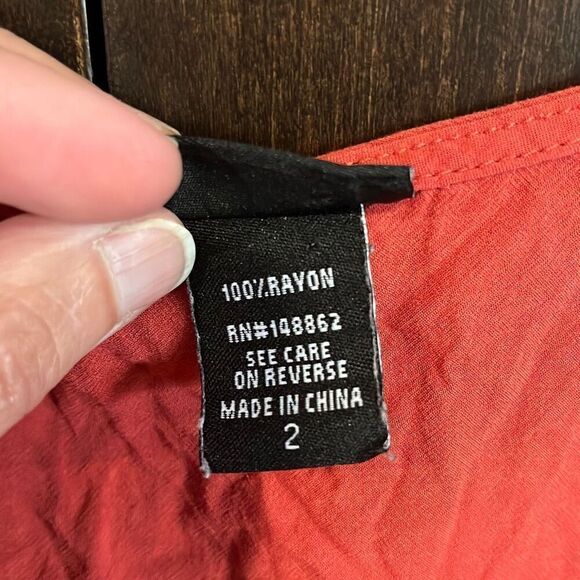 100%RAYON
RN#148862
SEE CARE
ON REVERSE
MADE IN CHINA
2